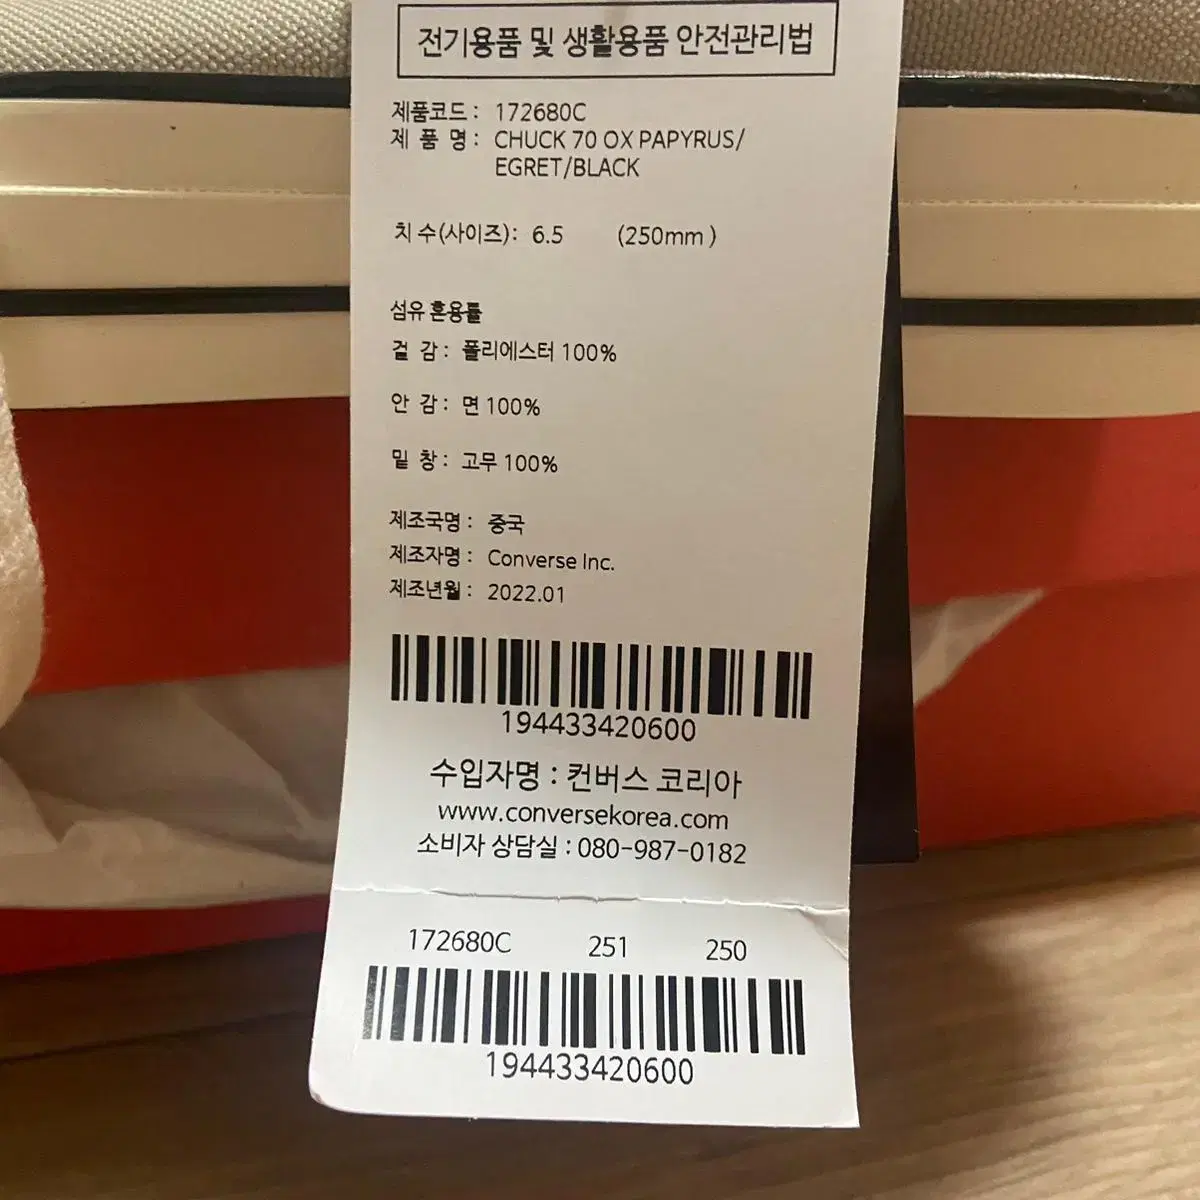 전기용품 및 생활용품 안전관리법
제품코드 : 172680C
제 품 명 : CHUCK 70 OX PAPYRUS/
EGRET/BLACK
치 수(사이즈) : 6.5 (250mm )
섬유 혼용률
겉 감 : 폴리에스터 100%
안 감 : 면 100%
밑 창 : 고무 100%
제조국명 : 중국
제조자명 : Converse Inc.
제조년월 : 2022.01
194433420600
수입자명 : 컨버스 코리아
www.conversekorea.com
소비자 상담실 : 080-987-0182
172680C 251 250
194433420600